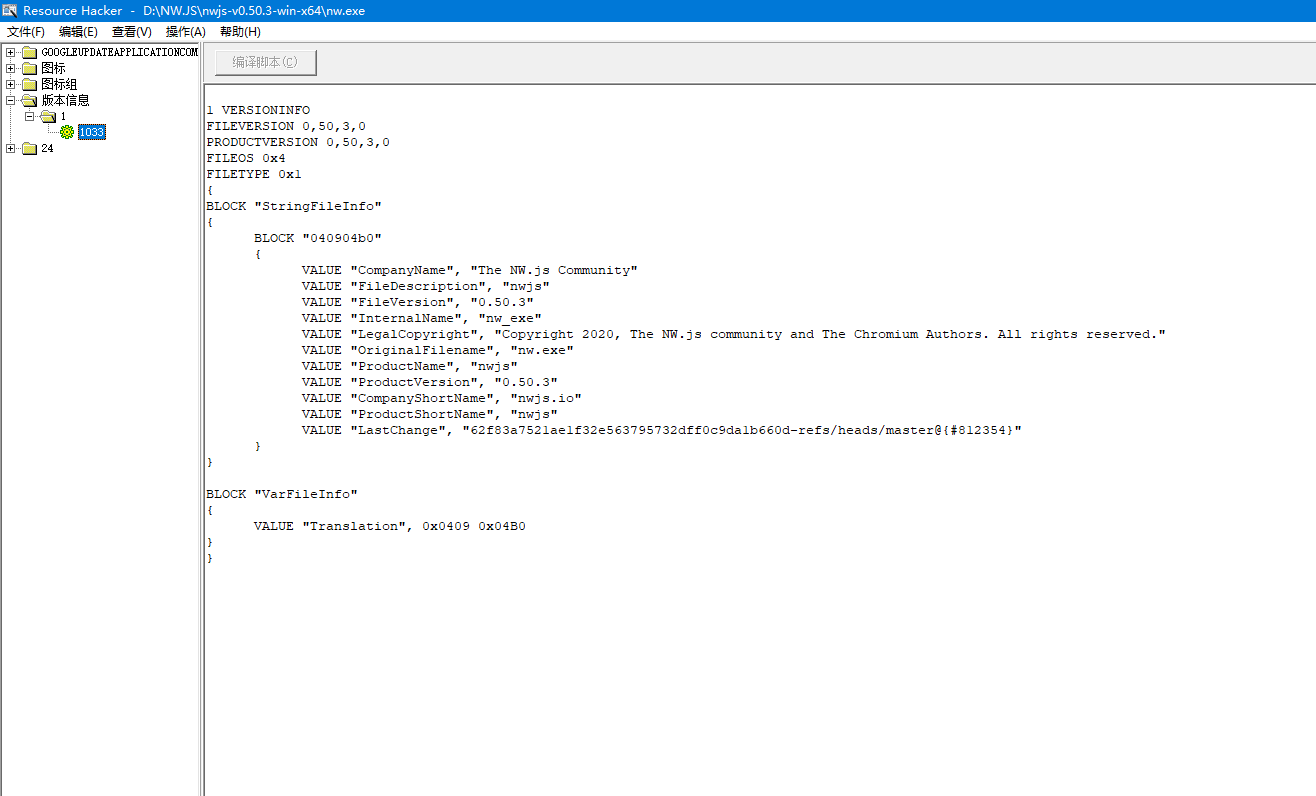 Resource Hacker - D:\NW.JS\nwjs-v0.50.3-win-x64\nw.exe
文件(F) 编辑(E) 查看(V) 操作(A) 帮助(H)
GOOGLEUPDATEAPPLICATIONCOM
图标
图标组
版本信息
1
1033
24
编译脚本(C)
1 VERSIONINFO
FILEVERSION 0,50,3,0
PRODUCTVERSION 0,50,3,0
FILEOS 0x4
FILETYPE 0x1
{
BLOCK "StringFileInfo"
{
BLOCK "040904b0"
{
VALUE "CompanyName", "The NW.js Community"
VALUE "FileDescription", "nwjs"
VALUE "FileVersion", "0.50.3"
VALUE "InternalName", "nw_exe"
VALUE "LegalCopyright", "Copyright 2020, The NW.js community and The Chromium Authors. All rights reserved."
VALUE "OriginalFilename", "nw.exe"
VALUE "ProductName", "nwjs"
VALUE "ProductVersion", "0.50.3"
VALUE "CompanyShortName", "nwjs.io"
VALUE "ProductShortName", "nwjs"
VALUE "LastChange", "62f83a7521ae1f32e563795732dff0c9da1b660d-refs/heads/master@{#812354}"
}
}
BLOCK "VarFileInfo"
{
VALUE "Translation", 0x0409 0x04B0
}
}